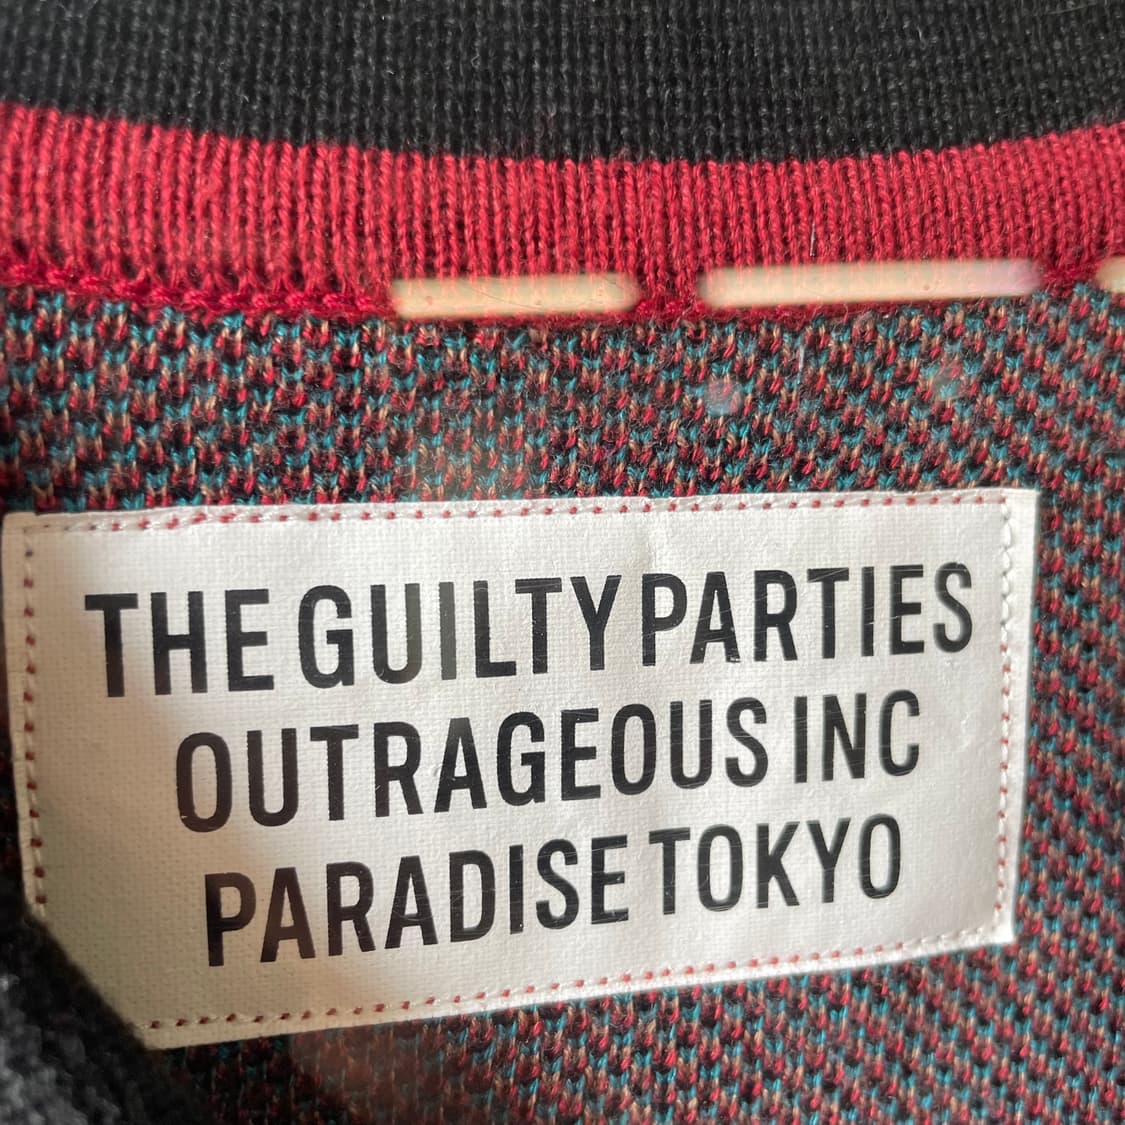 THE GUILTY PARTIES
OUTRAGEOUS INC
PARADISE TOKYO